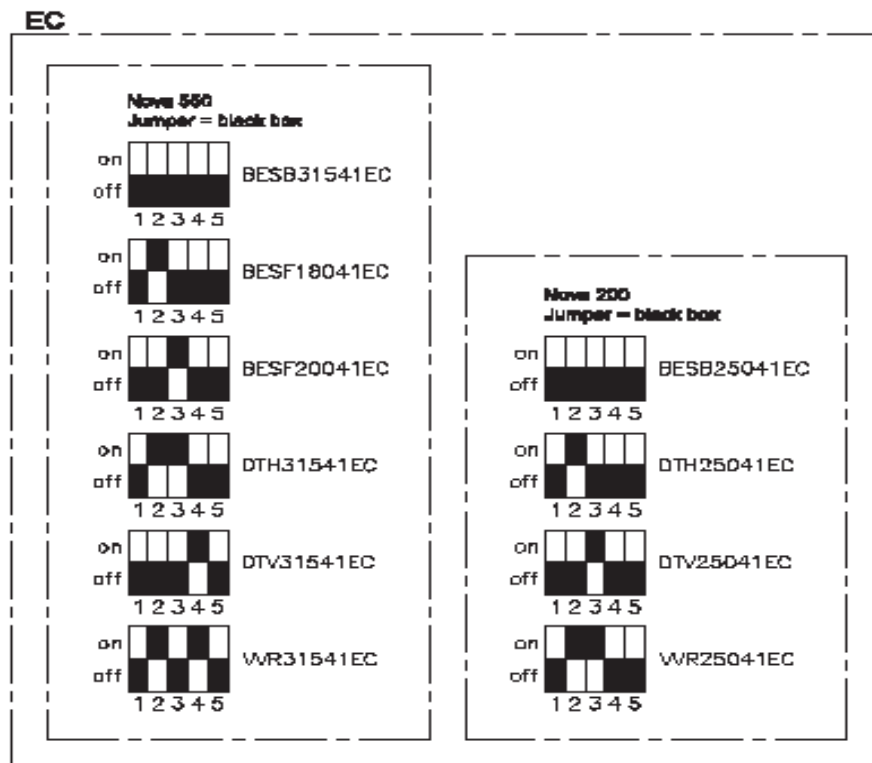 EC
Nova 550
Jumper = black box
on
off
BESB31541EC
1 2 3 4 5
on
off
BESF18041EC
1 2 3 4 5
on
off
BESF20041EC
1 2 3 4 5
on
off
DTH31541EC
1 2 3 4 5
on
off
DTV31541EC
1 2 3 4 5
on
off
VVR31541EC
1 2 3 4 5
Nova 200
Jumper = black box
on
off
BESB25041EC
1 2 3 4 5
on
off
DTH25041EC
1 2 3 4 5
on
off
DTV25041EC
1 2 3 4 5
on
off
VVR25041EC
1 2 3 4 5